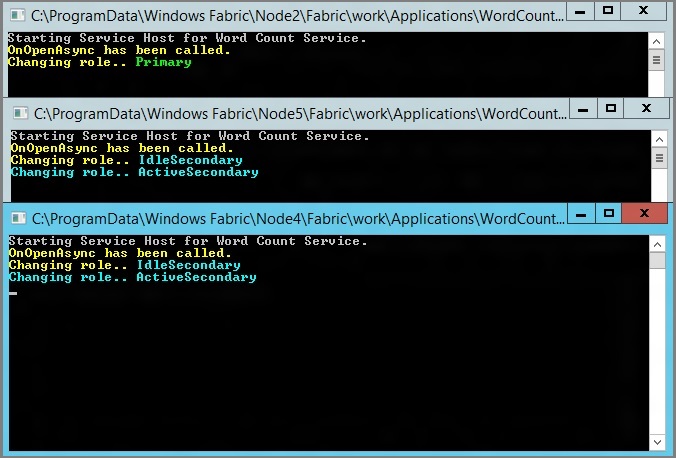 C:\ProgramData\Windows Fabric\Node2\Fabric\work\Applications\WordCount...
Starting Service Host for Word Count Service.
OnOpenAsync has been called.
Changing role.. Primary
C:\ProgramData\Windows Fabric\Node5\Fabric\work\Applications\WordCount...
Starting Service Host for Word Count Service.
OnOpenAsync has been called.
Changing role.. IdleSecondary
Changing role.. ActiveSecondary
C:\ProgramData\Windows Fabric\Node4\Fabric\work\Applications\WordCount...
Starting Service Host for Word Count Service.
OnOpenAsync has been called.
Changing role.. IdleSecondary
Changing role.. ActiveSecondary